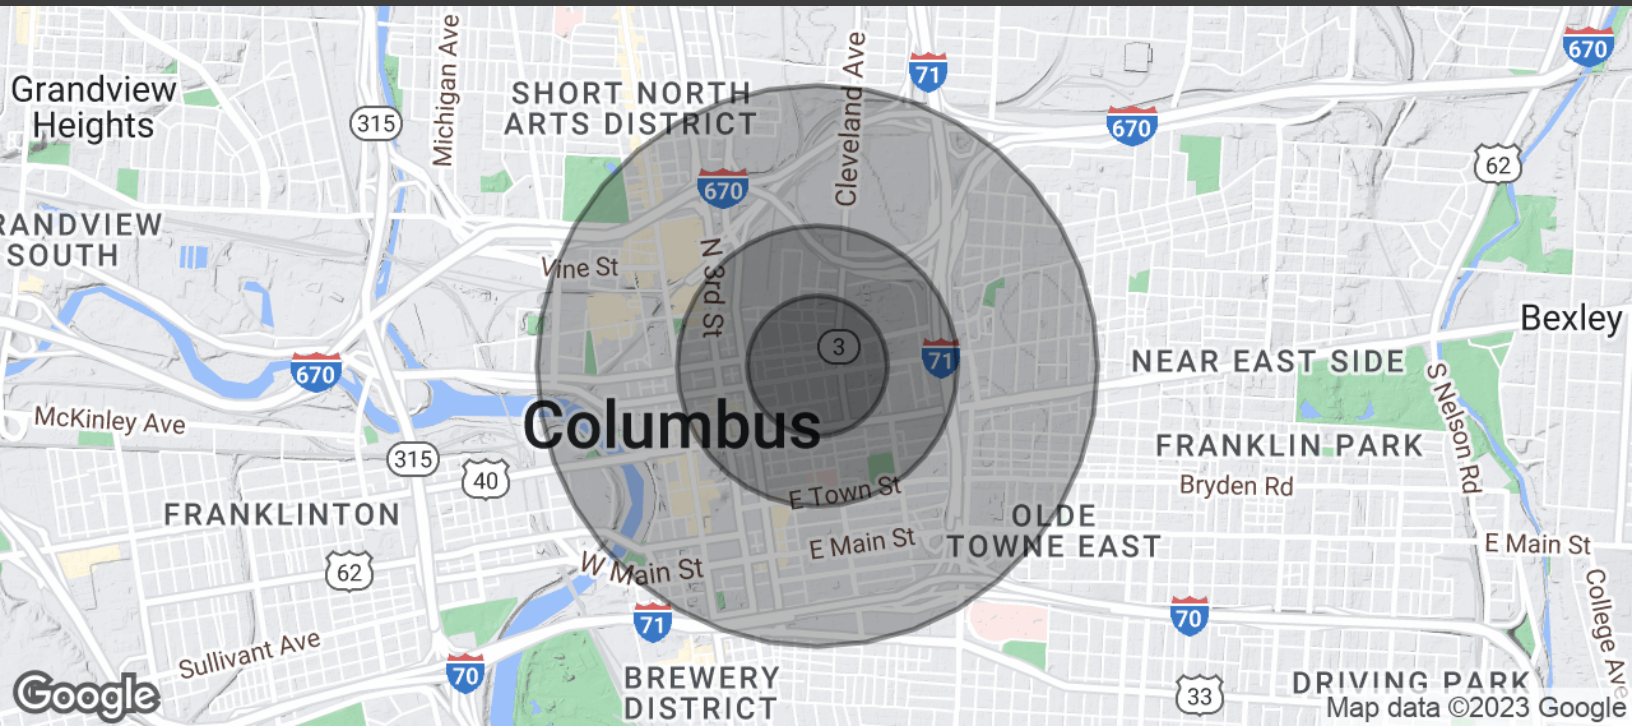 670
Michigan Ave
Cleveland Ave
71
Grandview
Heights
SHORT NORTH
ARTS DISTRICT
315
670
62
670
RANDVIEW
SOUTH
Vine St
N 3rd St
Bexley
3
71
NEAR EAST SIDE
670
S Nelson Rd
McKinley Ave
Columbus
FRANKLIN PARK
315
40
Bryden Rd
E Town St
FRANKLINTON
OLDE
TOWNE EAST
E Main St
E Main St
W Main St
62
College Ave
71
70
Sullivant Ave
70
BREWERY
DISTRICT
33
DRIVING PARK
Google
Map data ©2023 Google